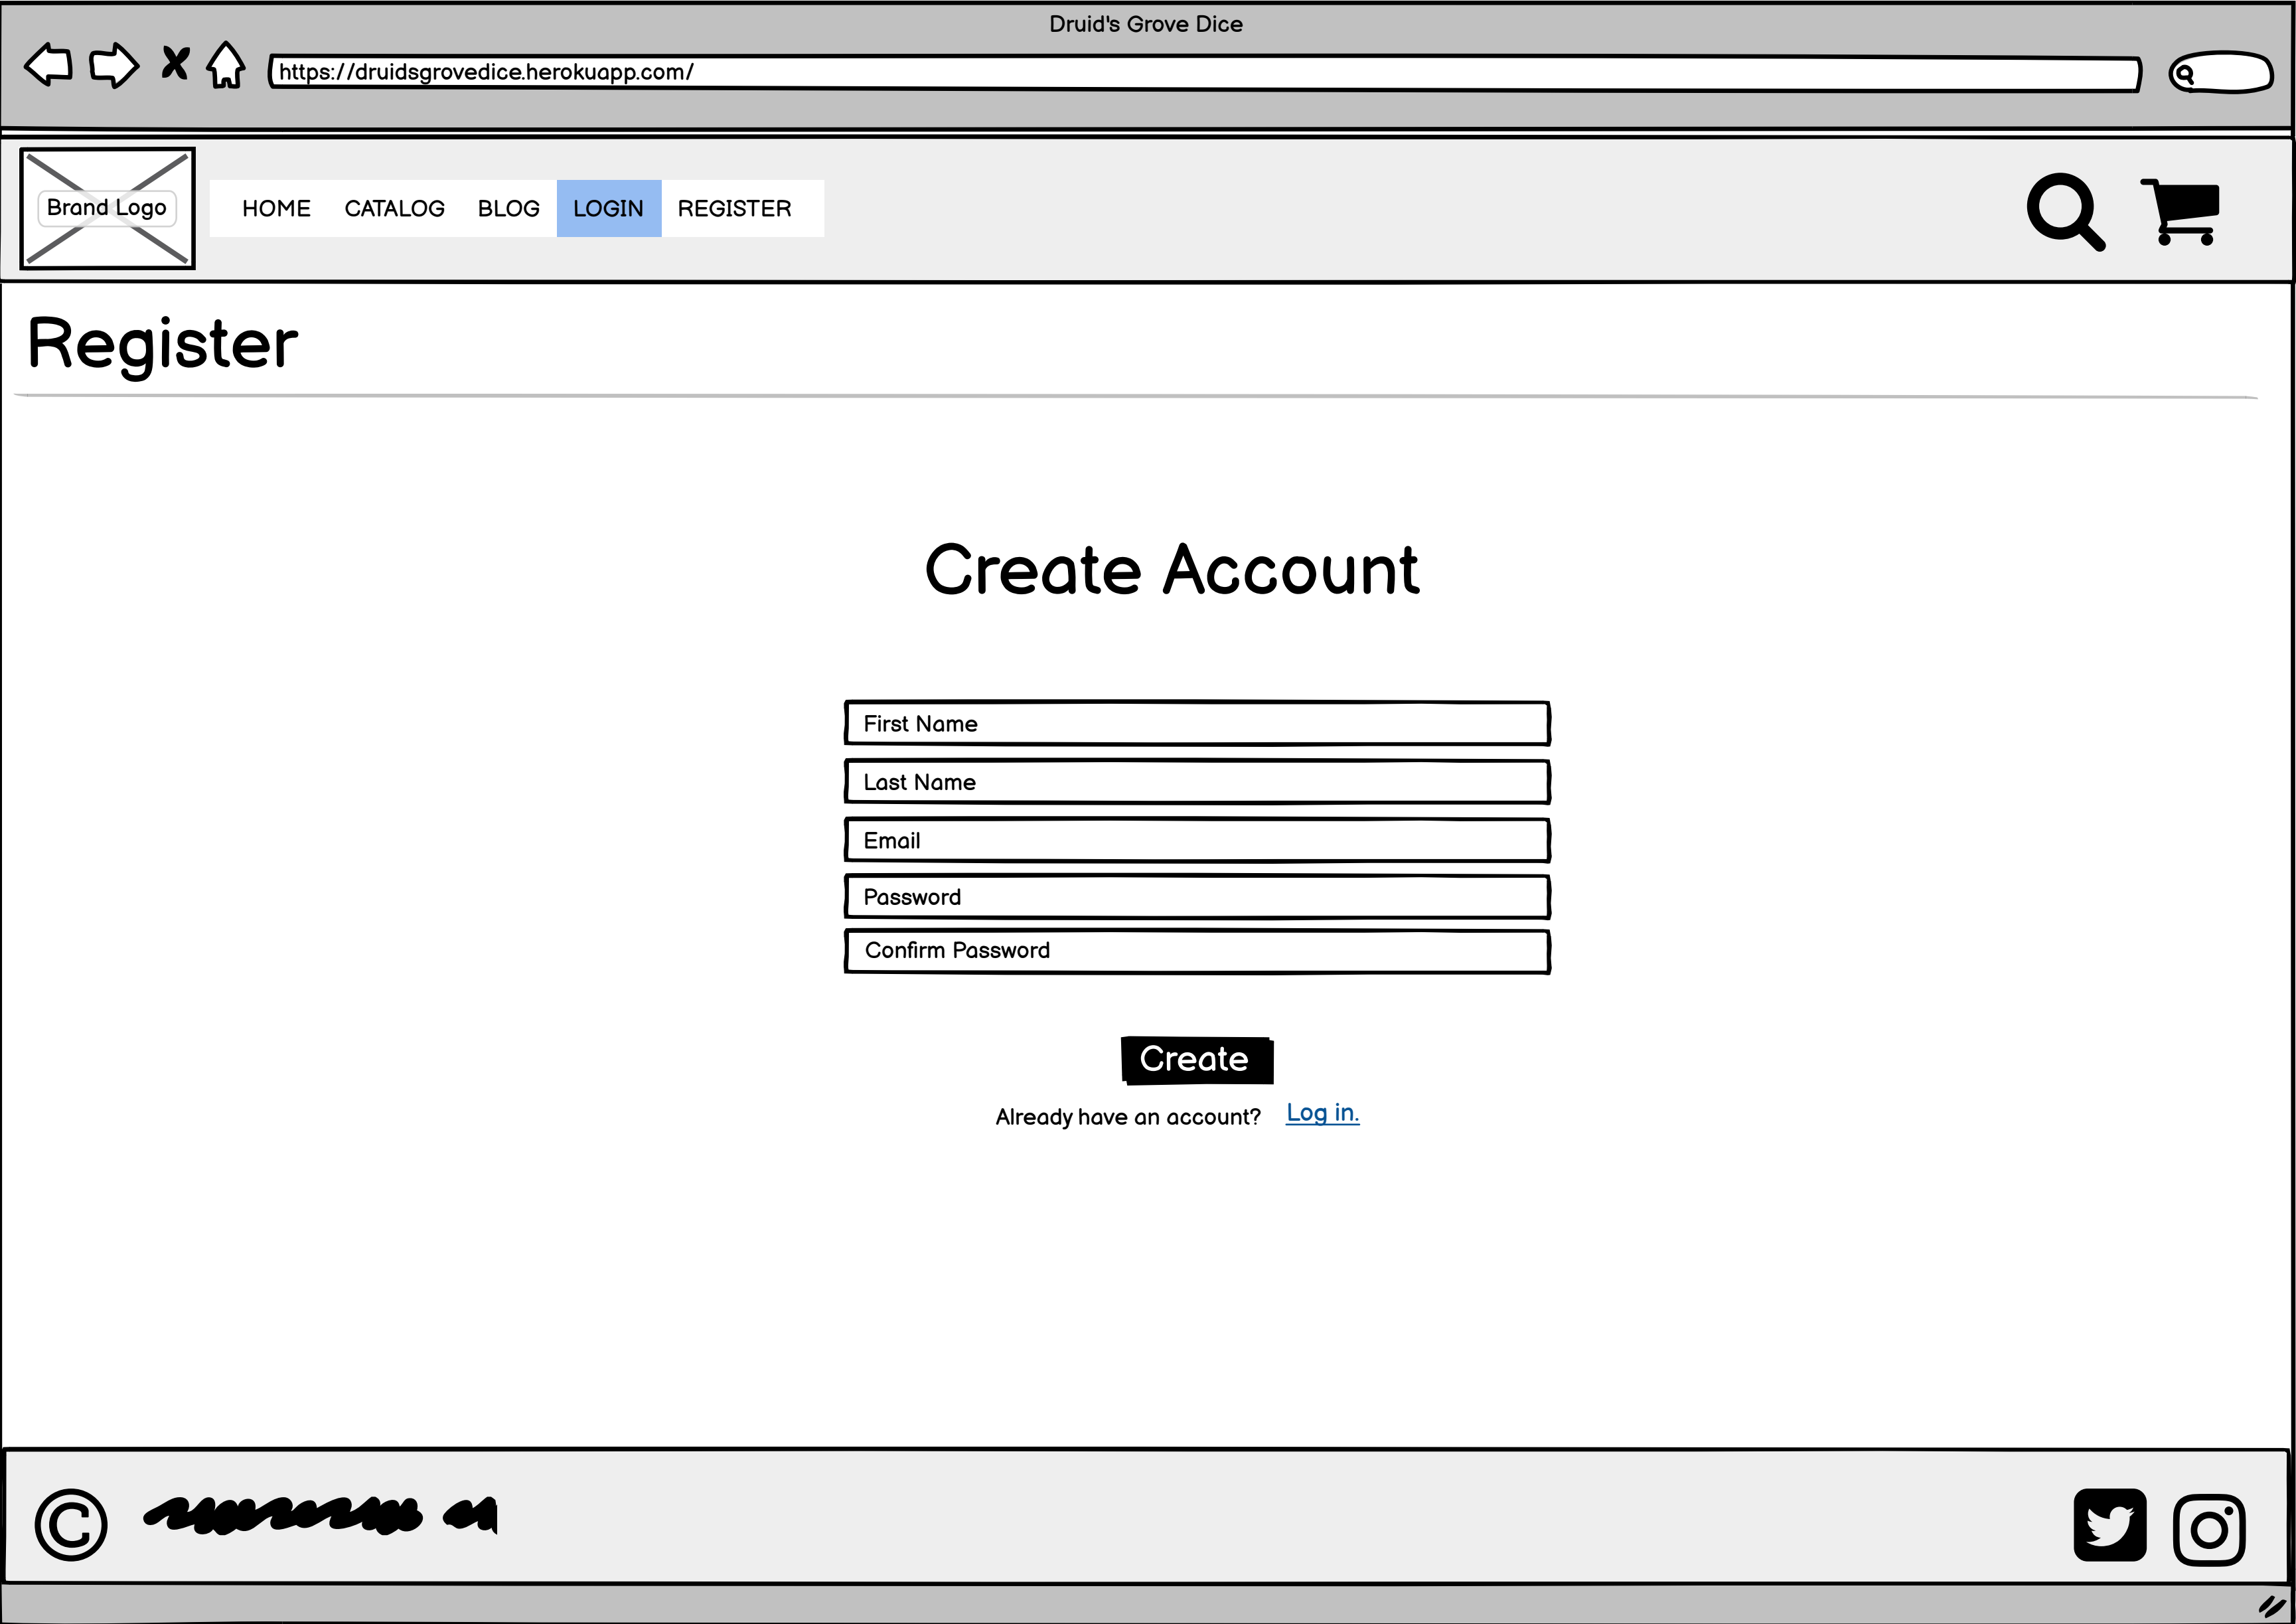 Druid's Grove Dice
https://druidsgrovedice.herokuapp.com/
Brand Logo
HOME CATALOG BLOG LOGIN REGISTER
Register
Create Account
First Name
Last Name
Email
Password
Confirm Password
Create
Already have an account? Log in.
©